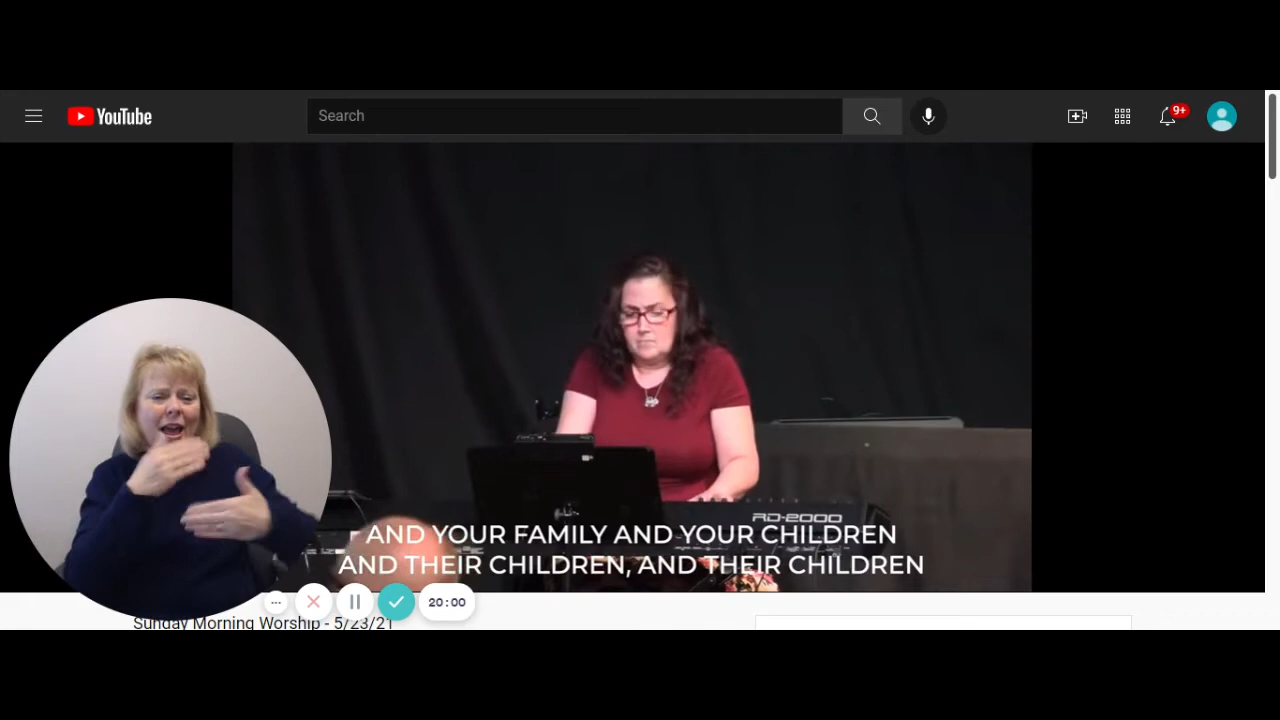 YouTube
Search
9+
RD-2000
AND YOUR FAMILY AND YOUR CHILDREN
AND THEIR CHILDREN, AND THEIR CHILDREN
20:00
Sunday Morning Worship - 5/23/21